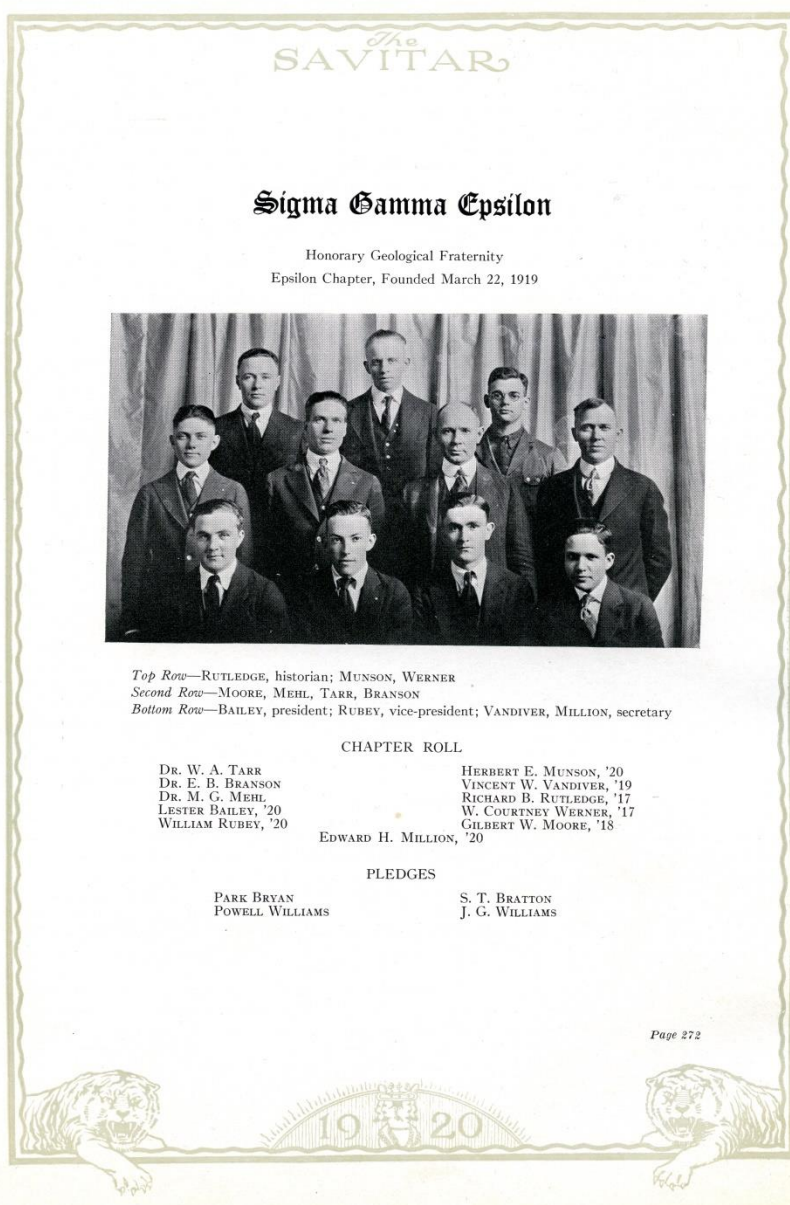 The
SAVITAR
Sigma Gamma Epsilon
Honorary Geological Fraternity
Epsilon Chapter, Founded March 22, 1919
Top Row—RUTLEDGE, historian; MUNSON, WERNER
Second Row—MOORE, MEHL, TARR, BRANSON
Bottom Row—BAILEY, president; RUBEY, vice-president; VANDIVER, MILLION, secretary
CHAPTER ROLL
DR. W. A. TARR
DR. E. B. BRANSON
DR. M. G. MEHL
LESTER BAILEY, '20
WILLIAM RUBEY, '20
HERBERT E. MUNSON, '20
VINCENT W. VANDIVER, '19
RICHARD B. RUTLEDGE, '17
W. COURTNEY WERNER, '17
GILBERT W. MOORE, '18
EDWARD H. MILLION, '20
PLEDGES
PARK BRYAN
POWELL WILLIAMS
S. T. BRATTON
J. G. WILLIAMS
Page 272
1920